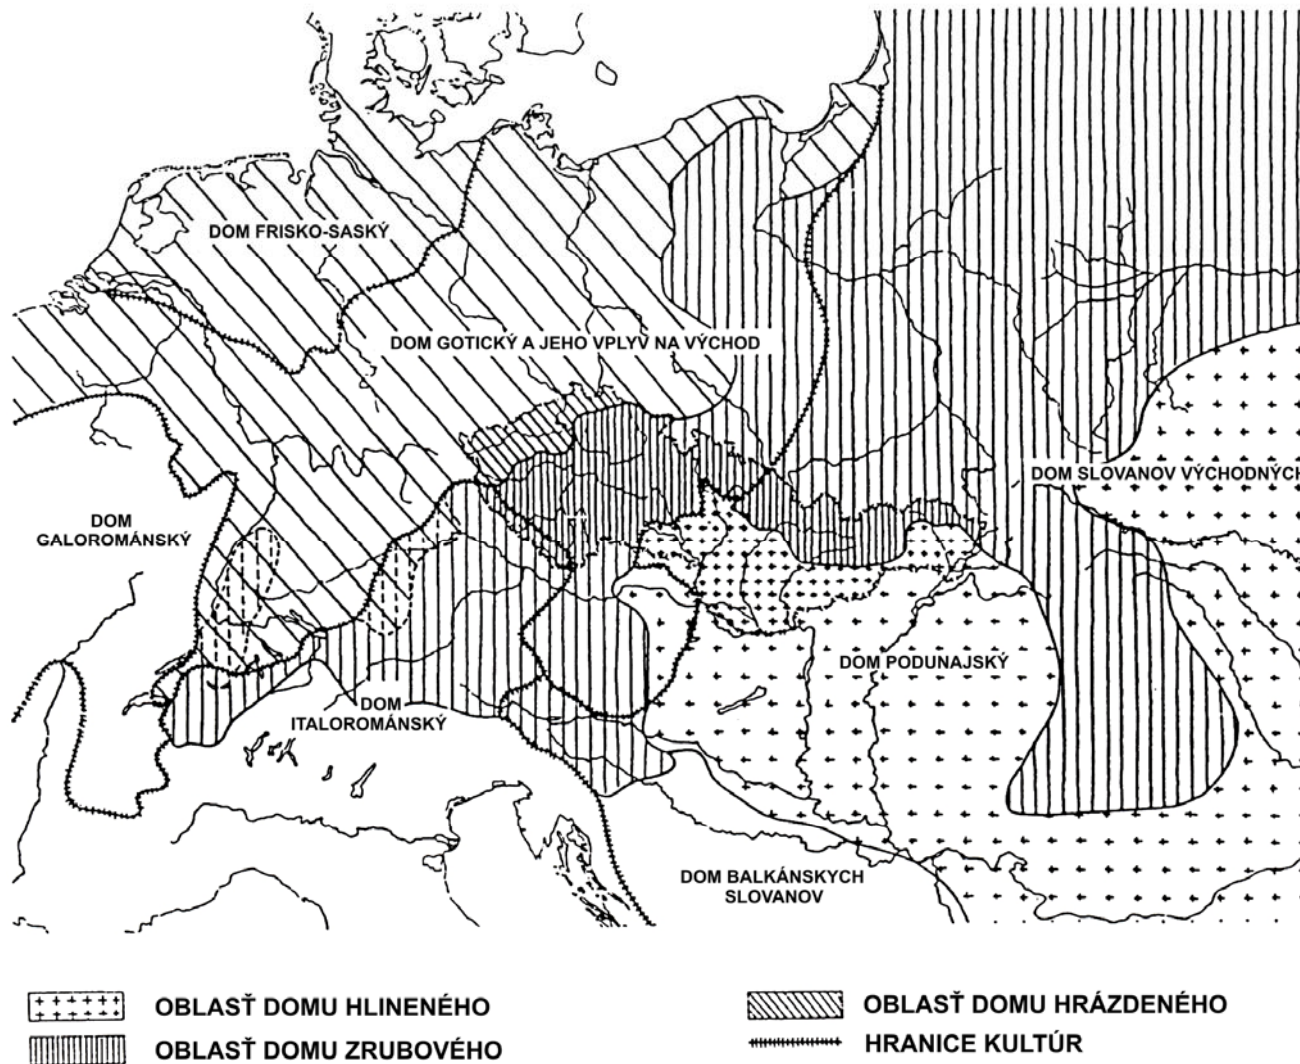 DOM FRISKO-SASKÝ
DOM GOTICKÝ A JEHO VPLYV NA VÝCHOD
DOM SLOVANOV VÝCHODNÝCH
DOM
GALOROMÁNSKÝ
DOM PODUNAJSKÝ
DOM
ITALOROMÁNSKÝ
DOM BALKÁNSKYCH
SLOVANOV
OBLASŤ DOMU HLINENÉHO
OBLASŤ DOMU ZRUBOVÉHO
OBLASŤ DOMU HRÁZDENÉHO
HRANICE KULTÚR